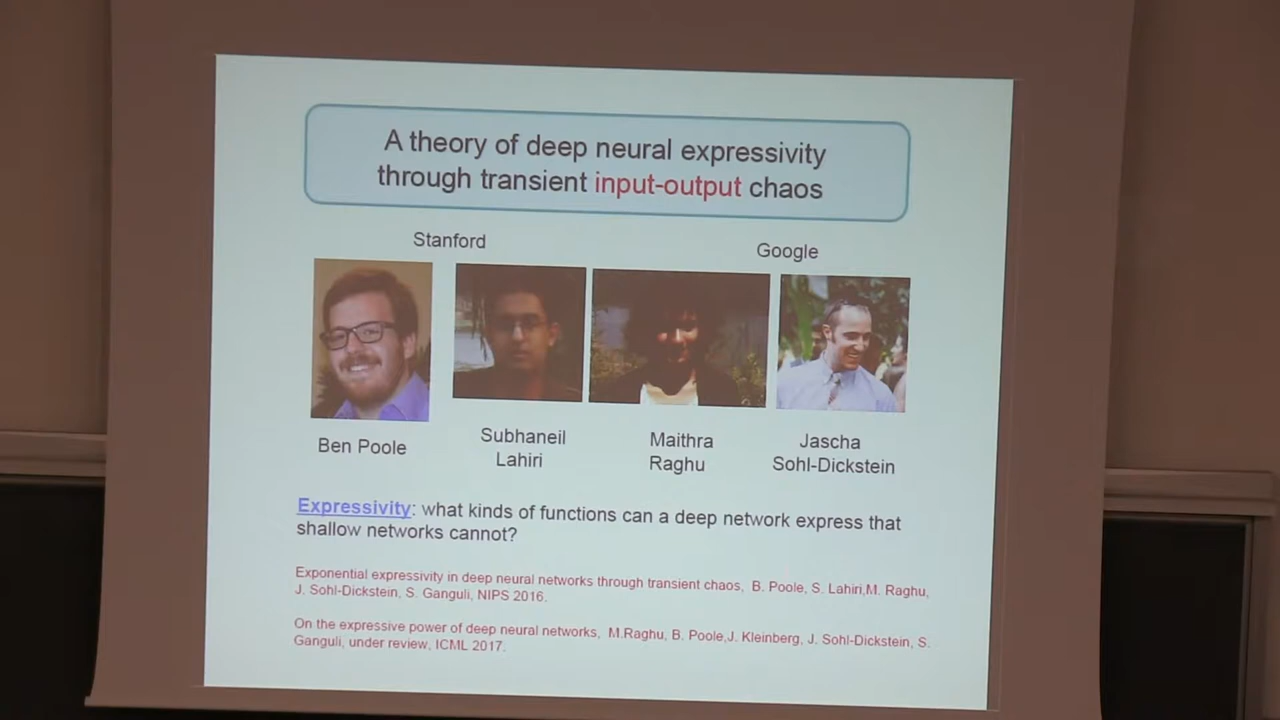 A theory of deep neural expressivity
through transient input-output chaos
Stanford
Google
Ben Poole
Subhaneil
Lahiri
Maithra
Raghu
Jascha
Sohl-Dickstein
Expressivity: what kinds of functions can a deep network express that
shallow networks cannot?
Exponential expressivity in deep neural networks through transient chaos, B. Poole, S. Lahiri,M. Raghu,
J. Sohl-Dickstein, S. Ganguli, NIPS 2016.
On the expressive power of deep neural networks, M.Raghu, B. Poole,J. Kleinberg, J. Sohl-Dickstein, S.
Ganguli, under review, ICML 2017.